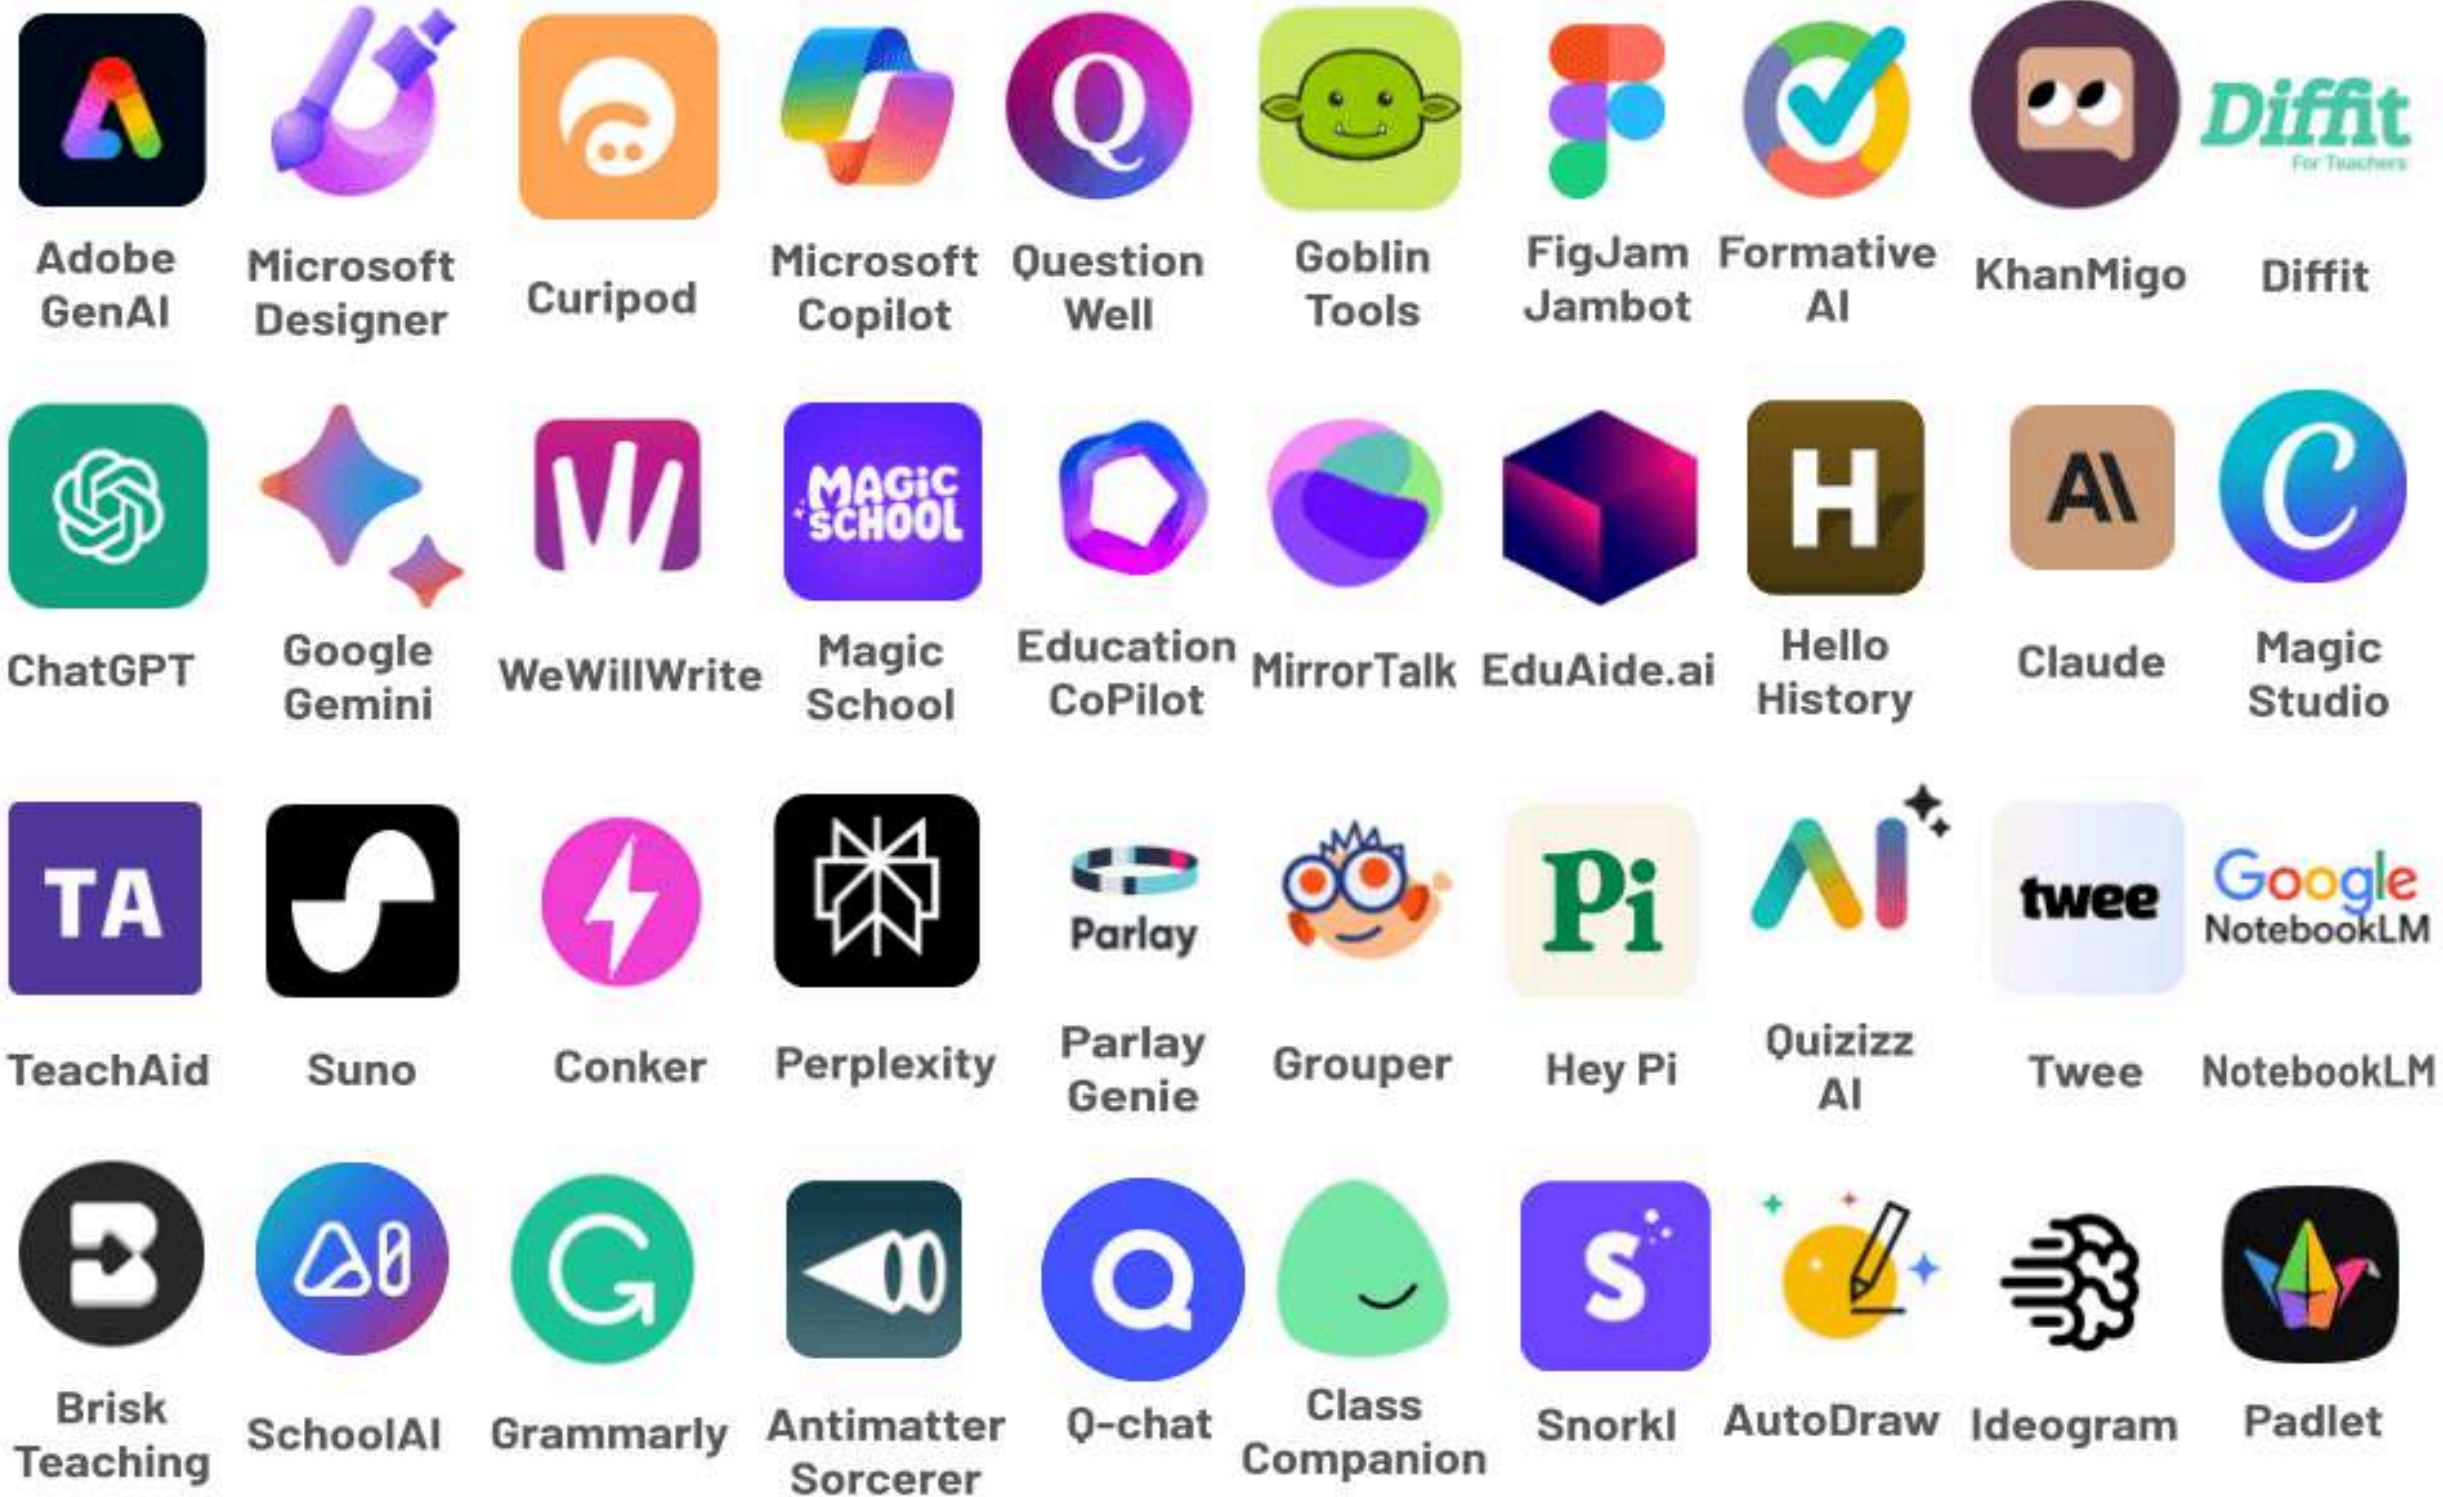 Q
Diffit
For Teachers
Adobe
GenAI
Microsoft
Designer
Curipod
Microsoft
Copilot
Question
Well
Goblin
Tools
FigJam
Jambot
Formative
AI
KhanMigo
Diffit
MAGiC
SCHOOL
H
A\
C
ChatGPT
Google
Gemini
WeWillWrite
Magic
School
Education
CoPilot
MirrorTalk
EduAide.ai
Hello
History
Claude
Magic
Studio
TA
Parlay
Pi
AI
twee
Google
NotebookLM
TeachAid
Suno
Conker
Perplexity
Parlay
Genie
Grouper
Hey Pi
Quizizz
AI
Twee
NotebookLM
B
AI
G
Q
S
Brisk
Teaching
SchoolAI
Grammarly
Antimatter
Sorcerer
Q-chat
Class
Companion
Snorkl
AutoDraw
Ideogram
Padlet